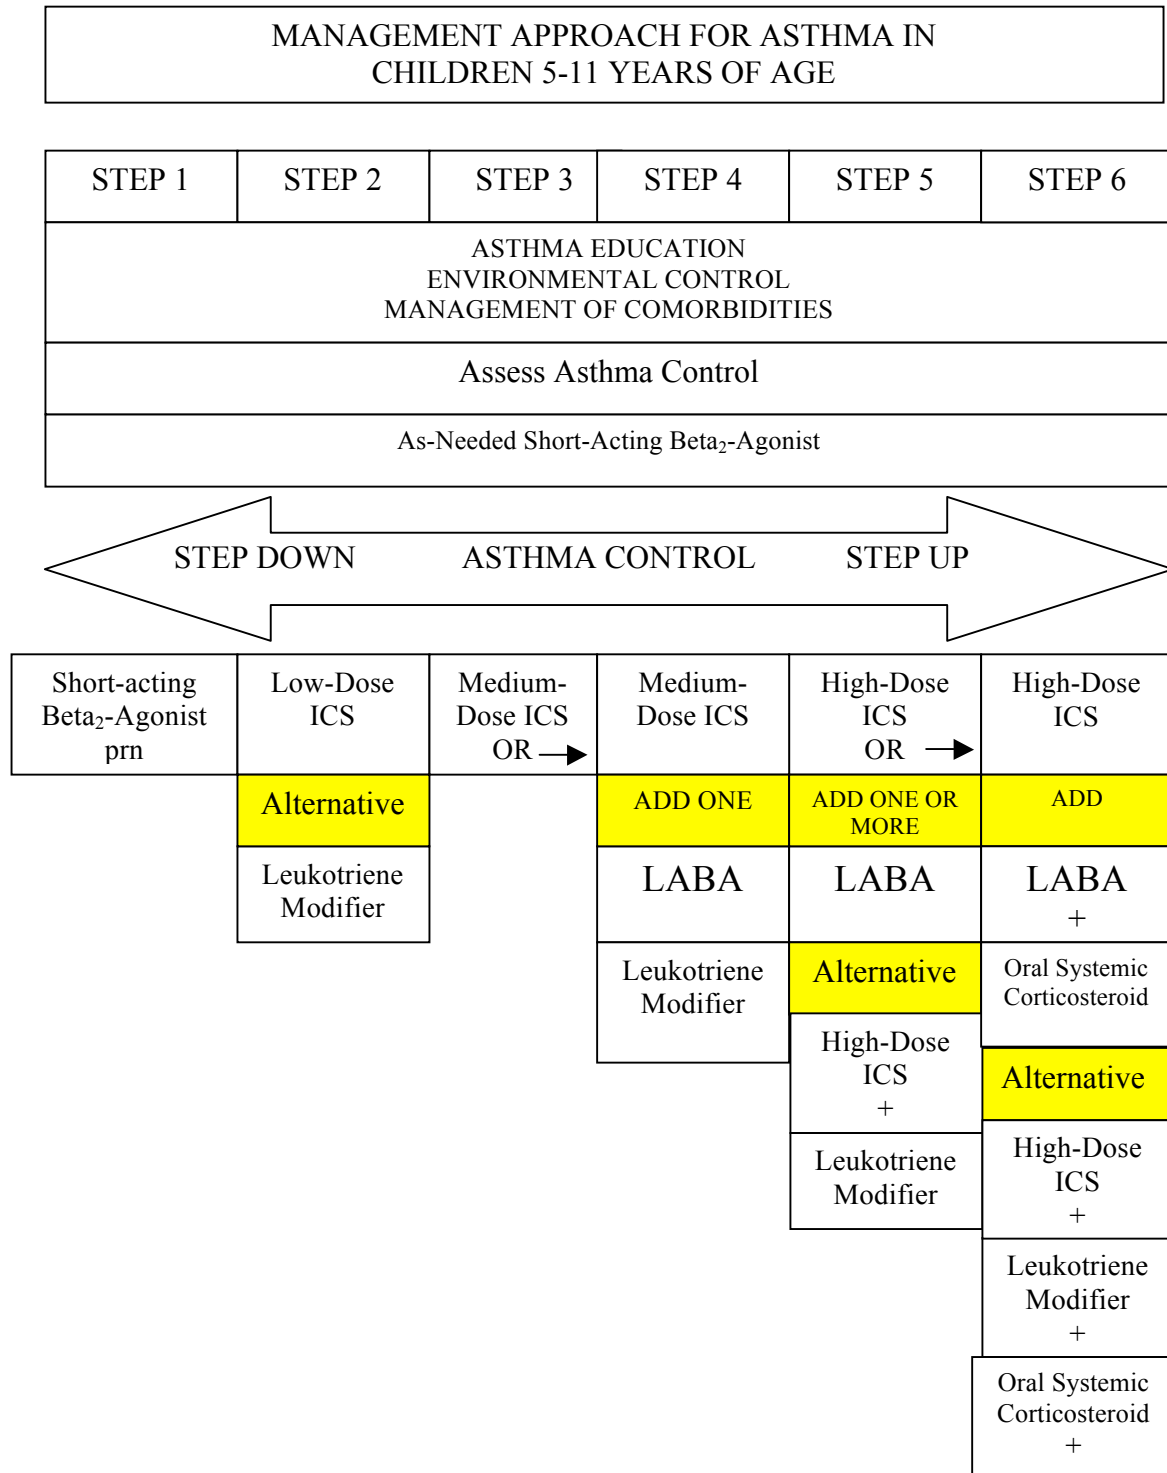 MANAGEMENT APPROACH FOR ASTHMA IN
CHILDREN 5-11 YEARS OF AGE
STEP 1
STEP 2
STEP 3
STEP 4
STEP 5
STEP 6
ASTHMA EDUCATION
ENVIRONMENTAL CONTROL
MANAGEMENT OF COMORBIDITIES
Assess Asthma Control
As-Needed Short-Acting Beta₂-Agonist
STEP DOWN ASTHMA CONTROL STEP UP
Short-acting
Beta₂-Agonist
prn
Low-Dose
ICS
Alternative
Leukotriene
Modifier
Medium-
Dose ICS
OR
Medium-
Dose ICS
ADD ONE
LABA
Leukotriene
Modifier
High-Dose
ICS
OR
ADD ONE OR
MORE
LABA
Alternative
High-Dose
ICS
+
Leukotriene
Modifier
High-Dose
ICS
ADD
LABA
+
Oral Systemic
Corticosteroid
Alternative
High-Dose
ICS
+
Leukotriene
Modifier
+
Oral Systemic
Corticosteroid
+